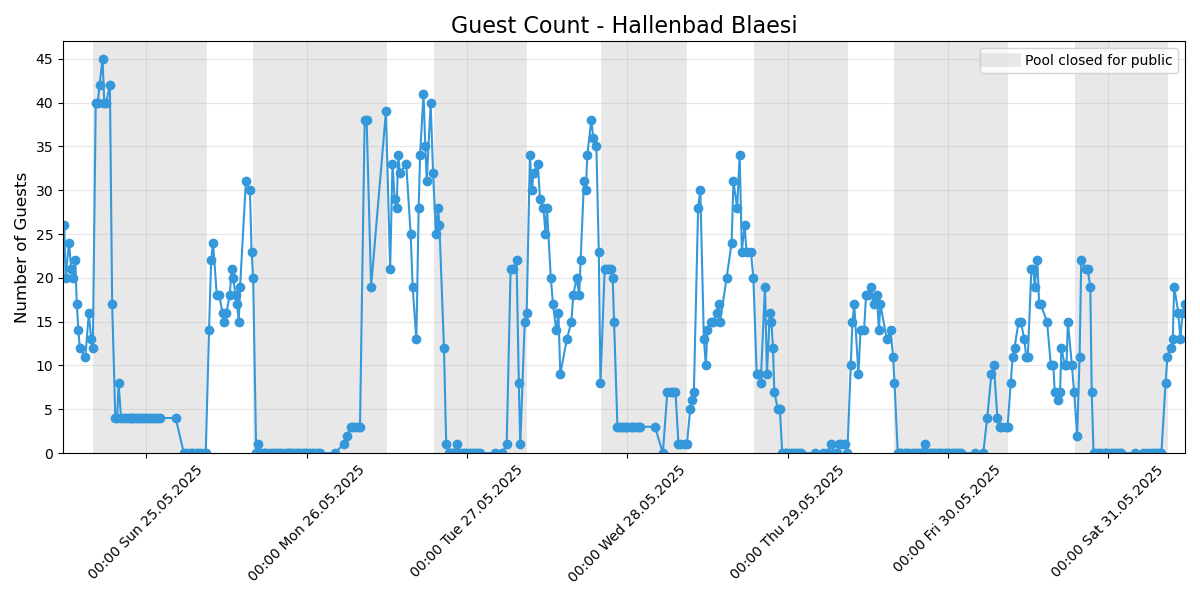 Guest Count - Hallenbad Blaesi
Pool closed for public
Number of Guests
45
40
35
30
25
20
15
10
5
0
00:00 Sun 25.05.2025
00:00 Mon 26.05.2025
00:00 Tue 27.05.2025
00:00 Wed 28.05.2025
00:00 Thu 29.05.2025
00:00 Fri 30.05.2025
00:00 Sat 31.05.2025